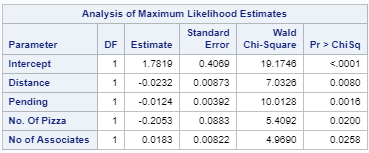 Analysis of Maximum Likelihood Estimates
Parameter DF Estimate Standard Error Wald Chi-Square Pr > ChiSq
Intercept 1 1.7819 0.4069 19.1746 <.0001
Distance 1 -0.0232 0.00873 7.0326 0.0080
Pending 1 -0.0124 0.00392 10.0128 0.0016
No. Of Pizza 1 -0.2053 0.0883 5.4092 0.0200
No of Associates 1 0.0183 0.00822 4.9690 0.0258